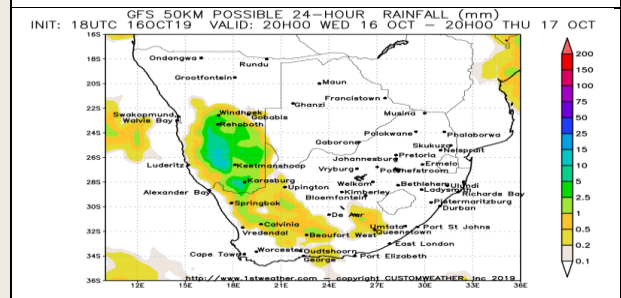 GFS 50KM POSSIBLE 24-HOUR RAINFALL (mm)
INIT: 18UTC 16OCT19 VALID: 20H00 WED 16 OCT – 20H00 THU 17 OCT
16S
18S
20S
22S
24S
26S
28S
30S
32S
34S
36S
12E
15E
18E
21E
24E
27E
30E
33E
36E
Ondangwa
Rundu
Grootfontein
Maun
Francistown
Ghanzi
Swakopmund
Walvis Bay
Windhoek
Gobabis
Rehoboth
Musina
Polokwane
Phalaborwa
Gaborone
Skukuza
Nelspruit
Johannesburg
Pretoria
Ermelo
Luderitz
Keetmanshoop
Vryburg
Karasburg
Welkom
Bethlehem
Ulundi
Alexander Bay
Upington
Kimberley
Ladysmith
Richards Bay
Bloemfontein
Springbok
Pietermaritzburg
Durban
De Aar
Calvinia
Umtata
Port St Johns
Vredendal
Beaufort West
Queenstown
East London
Cape Town
Worcester
Oudtshoorn
George
Port Elizabeth
http://www.1stweather.com – copyright CUSTOMWEATHER, Inc 2019
200
150
100
75
50
25
15
10
5
2.5
1
0.5
0.2
0.1